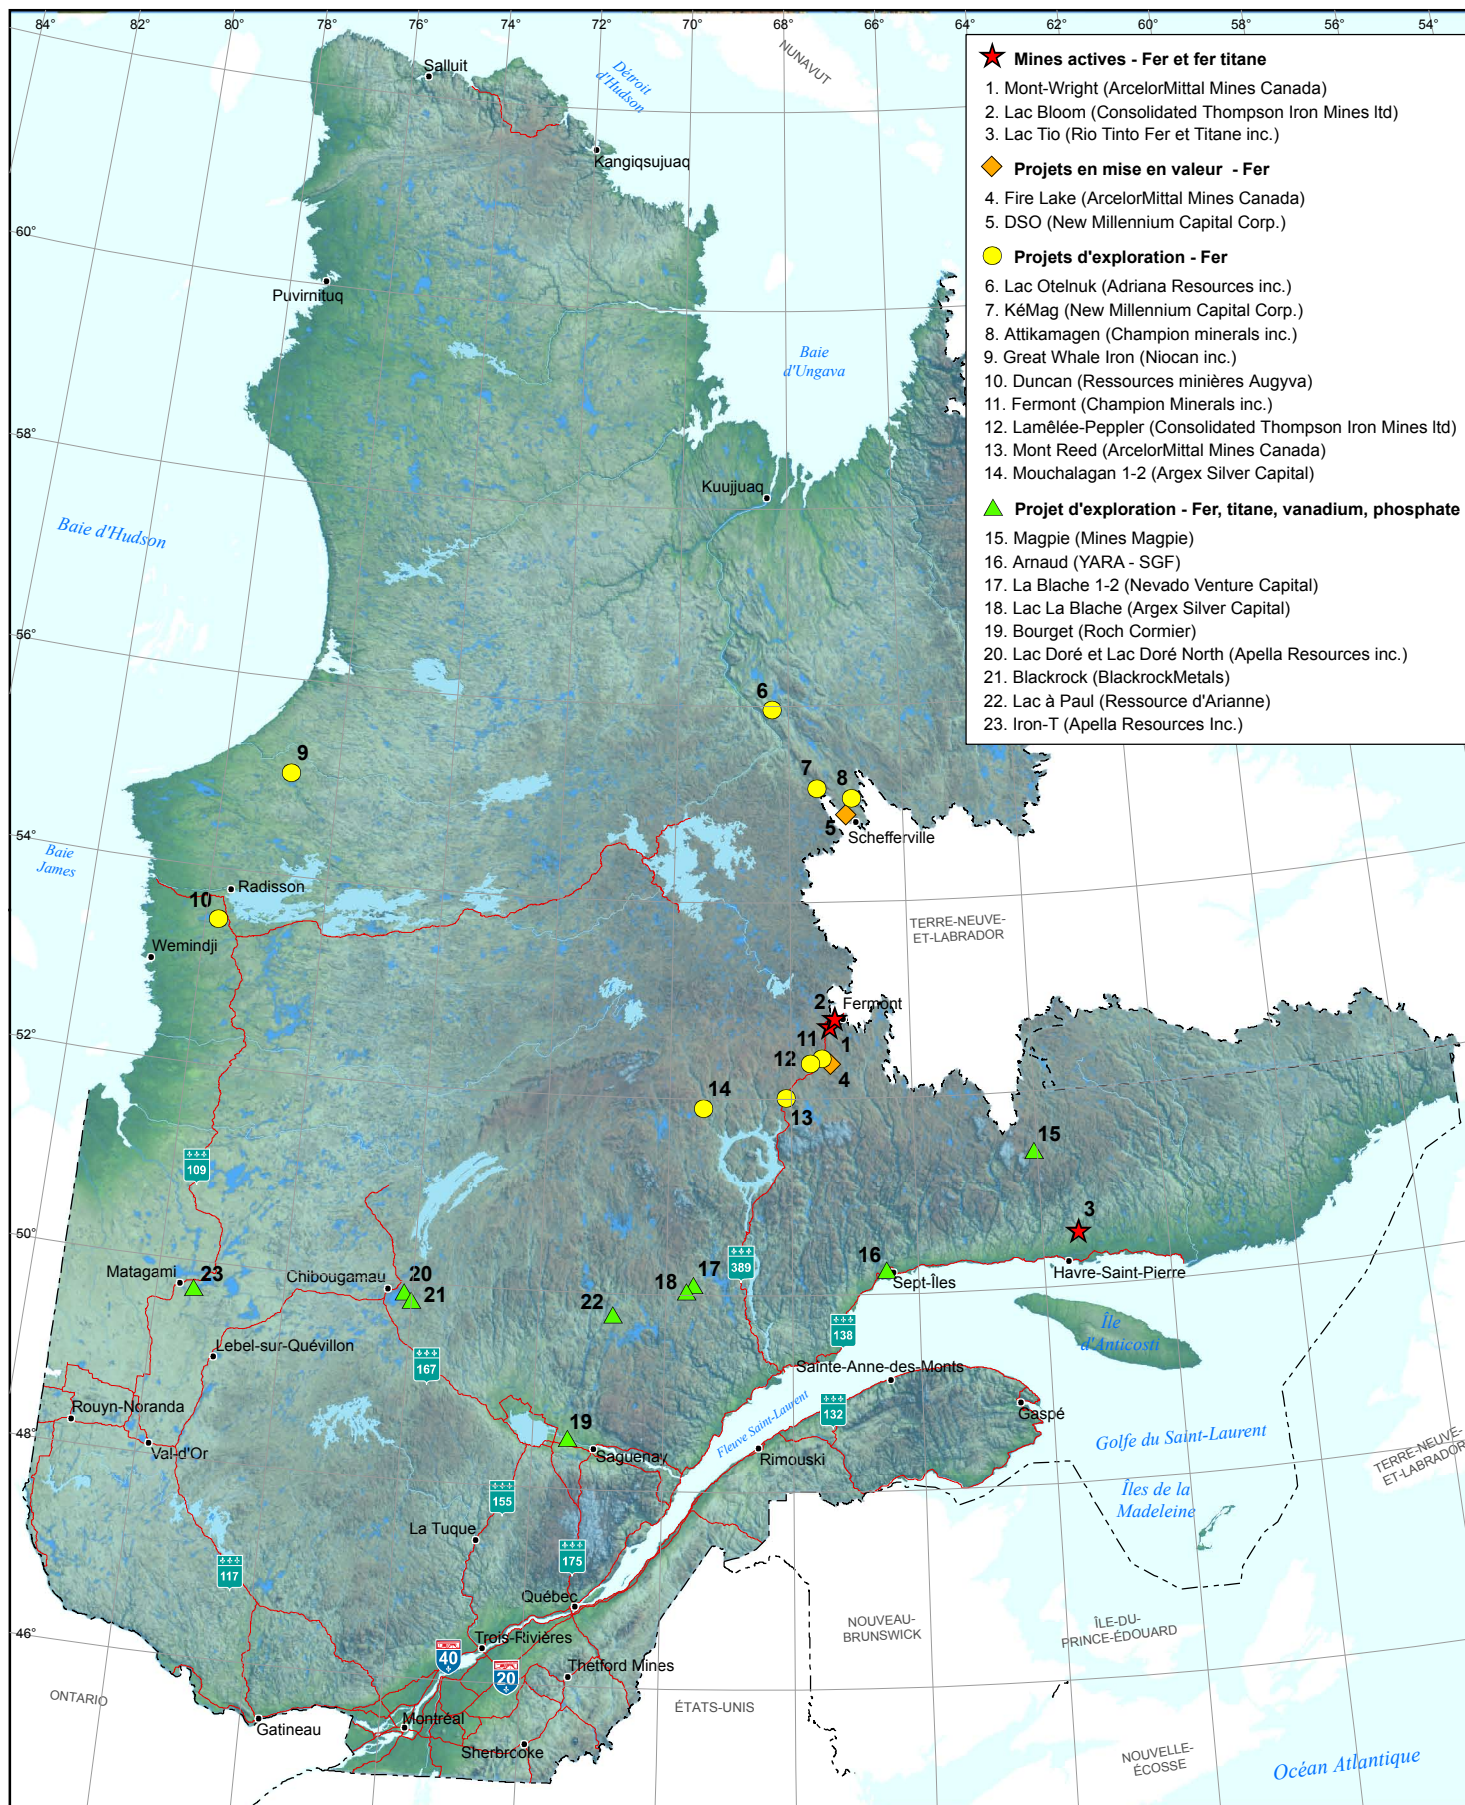 84° 82° 80° 78° 76° 74° 72° 70° 68° 66° 64° 62° 60° 58° 56° 54°
Mines actives - Fer et fer titane
1. Mont-Wright (ArcelorMittal Mines Canada)
2. Lac Bloom (Consolidated Thompson Iron Mines ltd)
3. Lac Tio (Rio Tinto Fer et Titane inc.)
Projets en mise en valeur - Fer
4. Fire Lake (ArcelorMittal Mines Canada)
5. DSO (New Millennium Capital Corp.)
Projets d'exploration - Fer
6. Lac Otelnuk (Adriana Resources inc.)
7. KéMag (New Millennium Capital Corp.)
8. Attikamagen (Champion minerals inc.)
9. Great Whale Iron (Niocan inc.)
10. Duncan (Ressources minières Augyva)
11. Fermont (Champion Minerals inc.)
12. Lamêlée-Peppler (Consolidated Thompson Iron Mines ltd)
13. Mont Reed (ArcelorMittal Mines Canada)
14. Mouchalagan 1-2 (Argex Silver Capital)
Projet d'exploration - Fer, titane, vanadium, phosphate
15. Magpie (Mines Magpie)
16. Arnaud (YARA - SGF)
17. La Blache 1-2 (Nevado Venture Capital)
18. Lac La Blache (Argex Silver Capital)
19. Bourget (Roch Cormier)
20. Lac Doré et Lac Doré North (Apella Resources inc.)
21. Blackrock (BlackrockMetals)
22. Lac à Paul (Ressource d'Arianne)
23. Iron-T (Apella Resources Inc.)
NUNAVUT
Salluit
Détroit
d'Hudson
Kangiqsujuaq
60°
Puvirnituq
Baie
d'Ungava
58°
Kuujjuaq
Baie d'Hudson
56°
6
9
7
8
5
Schefferville
54°
Baie
James
Radisson
10
Wemindji
TERRE-NEUVE-
ET-LABRADOR
2
Fermont
52°
11
1
12
4
14
13
15
109
3
50°
Matagami
23
Chibougamau
20
21
389
17
18
22
16
Sept-Îles
Havre-Saint-Pierre
Île
d'Anticosti
138
Lebel-sur-Quévillon
167
Sainte-Anne-des-Monts
Rouyn-Noranda
132
Gaspé
Fleuve Saint-Laurent
48°
Val-d'Or
19
Saguenay
Rimouski
Golfe du Saint-Laurent
TERRE-NEUVE-
ET-LABRADOR
Îles de la
Madeleine
155
La Tuque
175
117
Québec
NOUVEAU-
BRUNSWICK
ÎLE-DU-
PRINCE-ÉDOUARD
46°
Trois-Rivières
40
20
Thetford Mines
ONTARIO
ÉTATS-UNIS
Gatineau
Montréal
Sherbrooke
NOUVELLE-
ÉCOSSE
Océan Atlantique